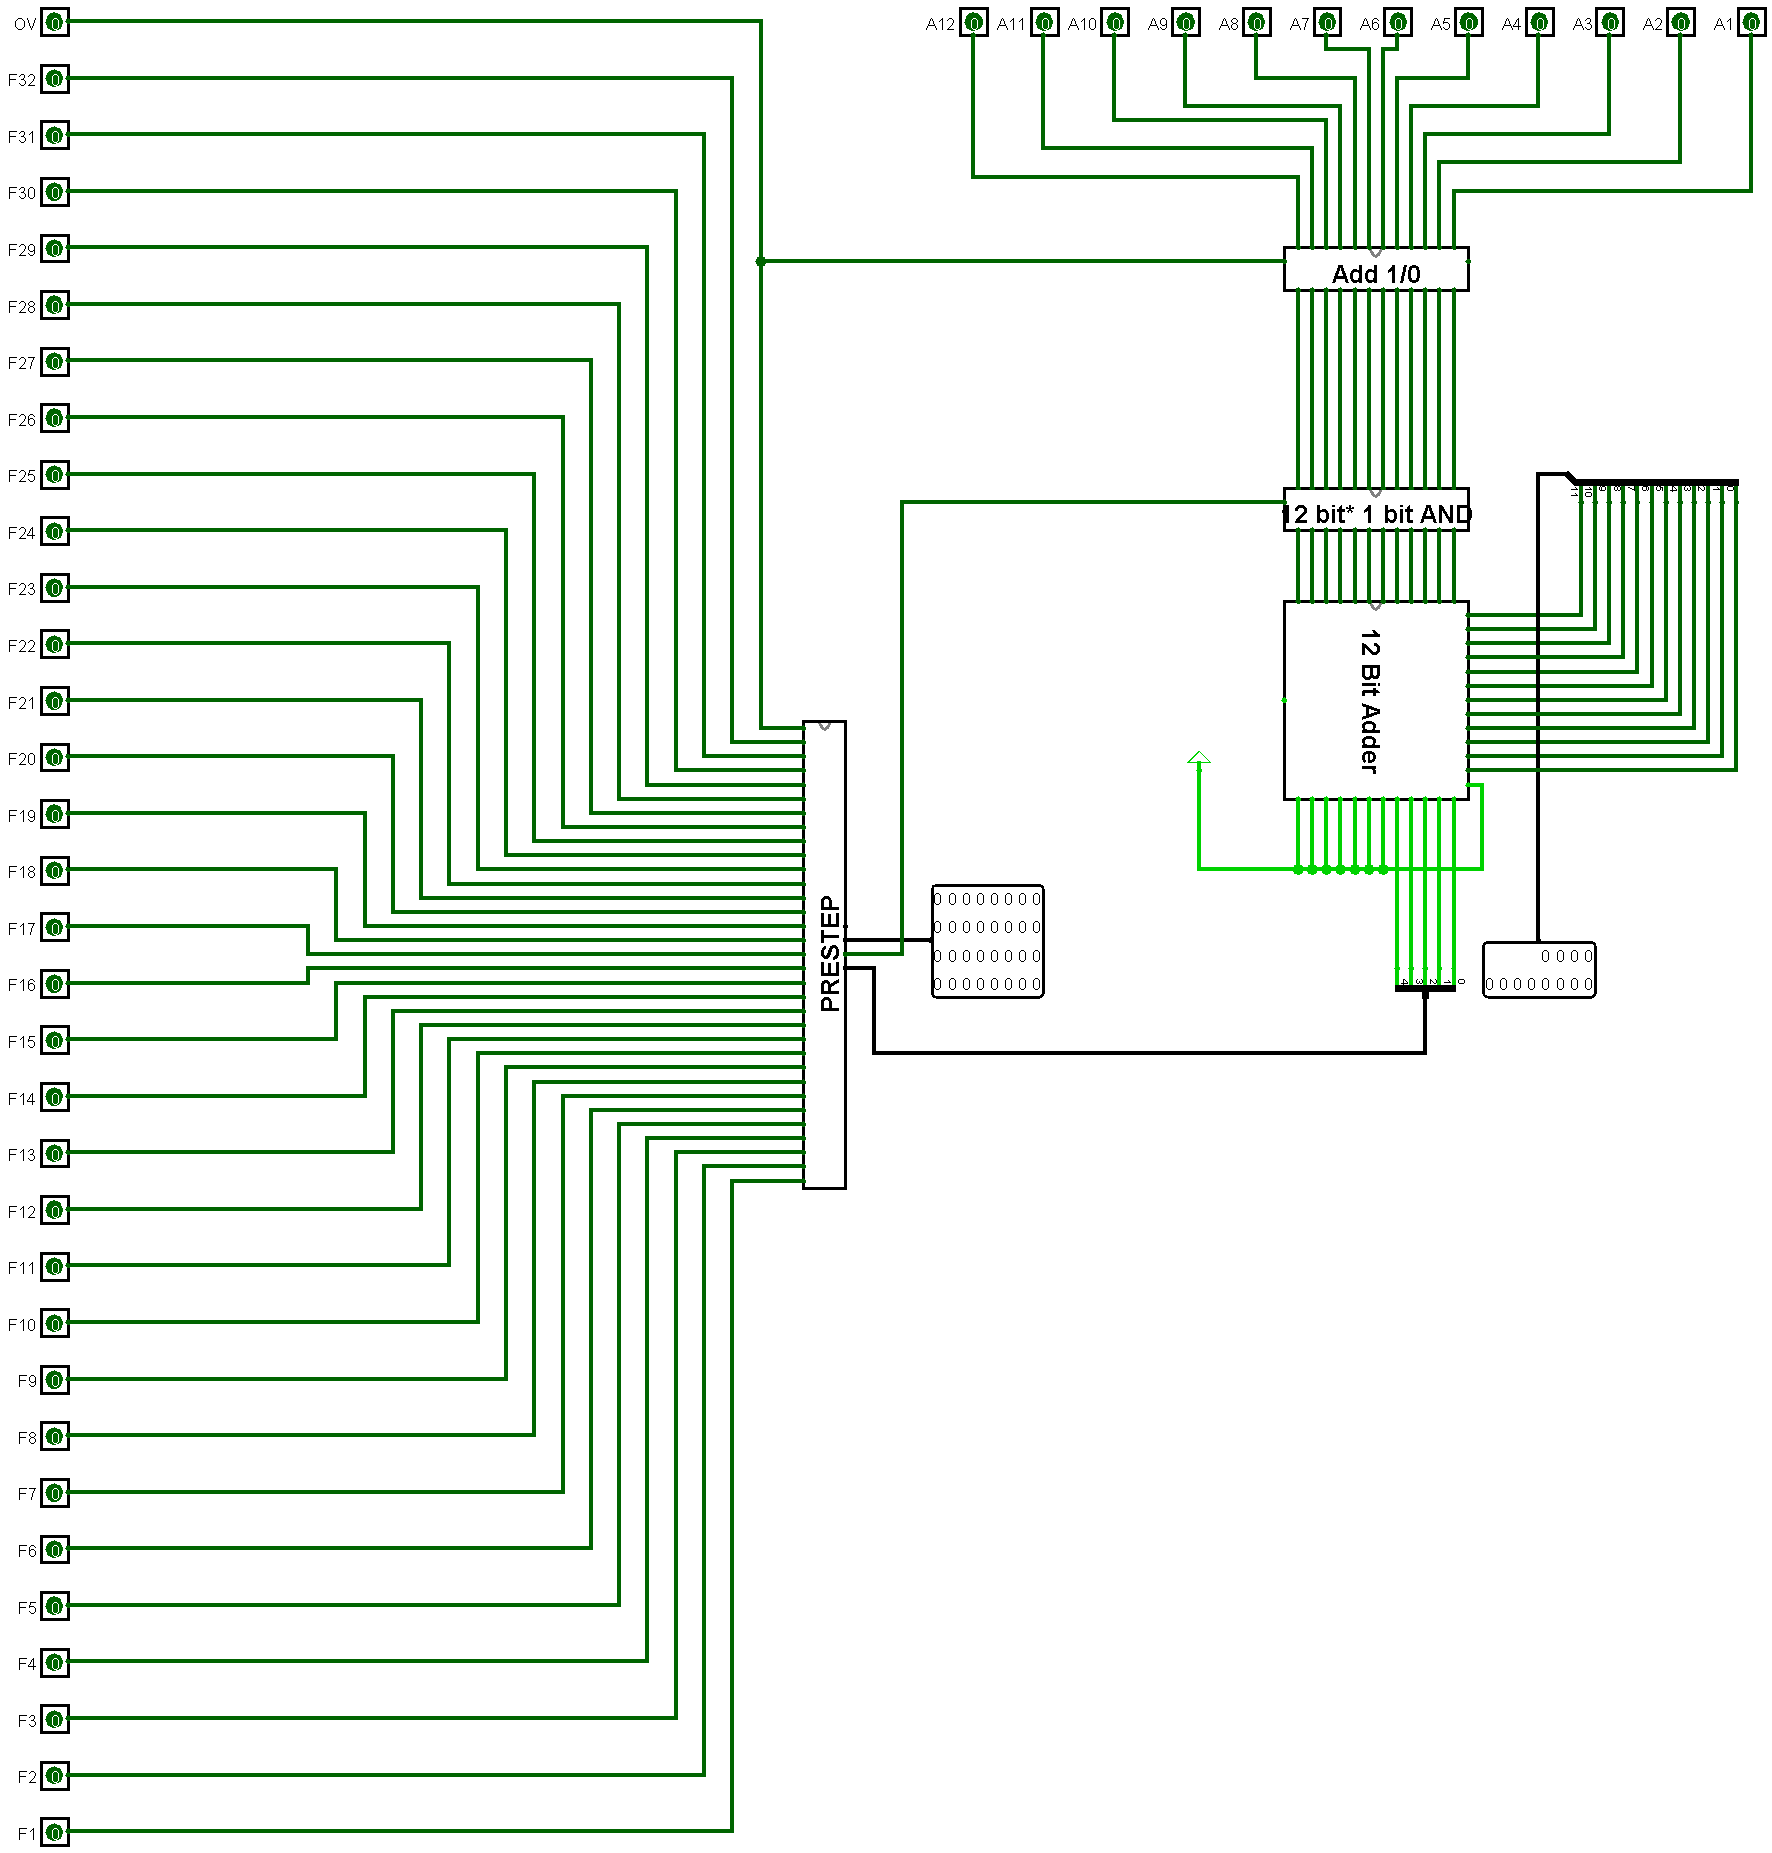 OV 0
A12 0 A11 0 A10 0 A9 0 A8 0 A7 0 A6 0 A5 0 A4 0 A3 0 A2 0 A1 0
F32 0
F31 0
F30 0
F29 0
Add 1/0
F28 0
F27 0
F26 0
F25 0
11 10 9 8 7 6 5 4 3 2 1 0
12 bit* 1 bit AND
F24 0
F23 0
F22 0
12 Bit Adder
F21 0
F20 0
F19 0
F18 0
PRESTEP
0 0 0 0 0 0 0 0
0 0 0 0 0 0 0 0
0 0 0 0 0 0 0 0
0 0 0 0 0 0 0 0
F17 0
0 0 0 0
0 0 0 0 0 0 0 0
4 3 2 1 0
F16 0
F15 0
F14 0
F13 0
F12 0
F11 0
F10 0
F9 0
F8 0
F7 0
F6 0
F5 0
F4 0
F3 0
F2 0
F1 0